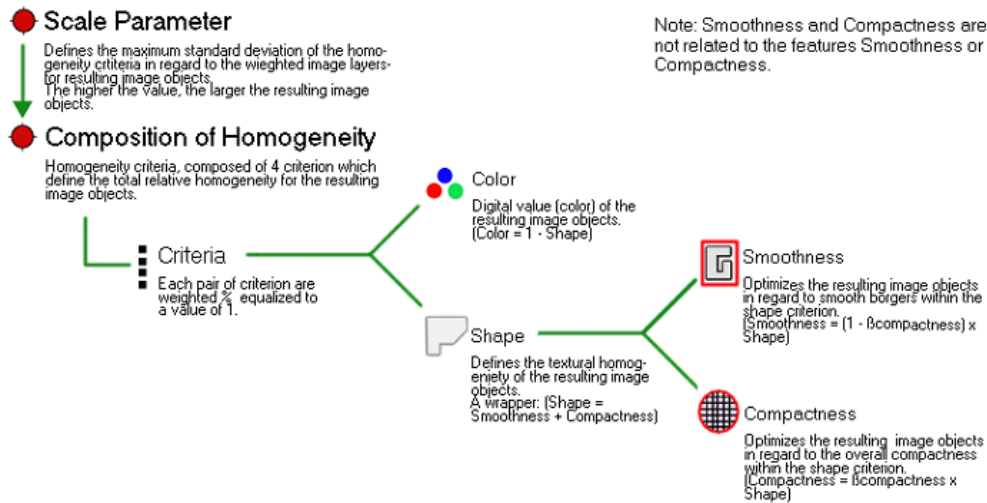 Scale Parameter
Defines the maximum standard deviation of the homo-
geneity critiera in regard to the wieghted image layers-
for resulting image objects.
The higher the value, the larger the resulting image
objects.
Note: Smoothness and Compactness are
not related to the features Smoothness or
Compactness.
Composition of Homogeneity
Homogeneity criteria, composed of 4 criterion which
define the total relative homogeneity for the resulting
image objects.
Color
Digital value (color) of the
resulting image objects.
(Color = 1 - Shape)
Criteria
Each pair of criterion are
weighted % equalized to
a value of 1.
Smoothness
Optimizes the resulting image objects
in regard to smooth borgers within the
shape criterion.
(Smoothness = (1 - ßcompactness) x
Shape)
Shape
Defines the textural homog-
eniety of the resulting image
objects.
A wrapper: (Shape =
Smoothness + Compactness)
Compactness
Optimizes the resulting image objects
in regard to the overall compactness
within the shape criterion.
(Compactness = ßcompactness x
Shape)